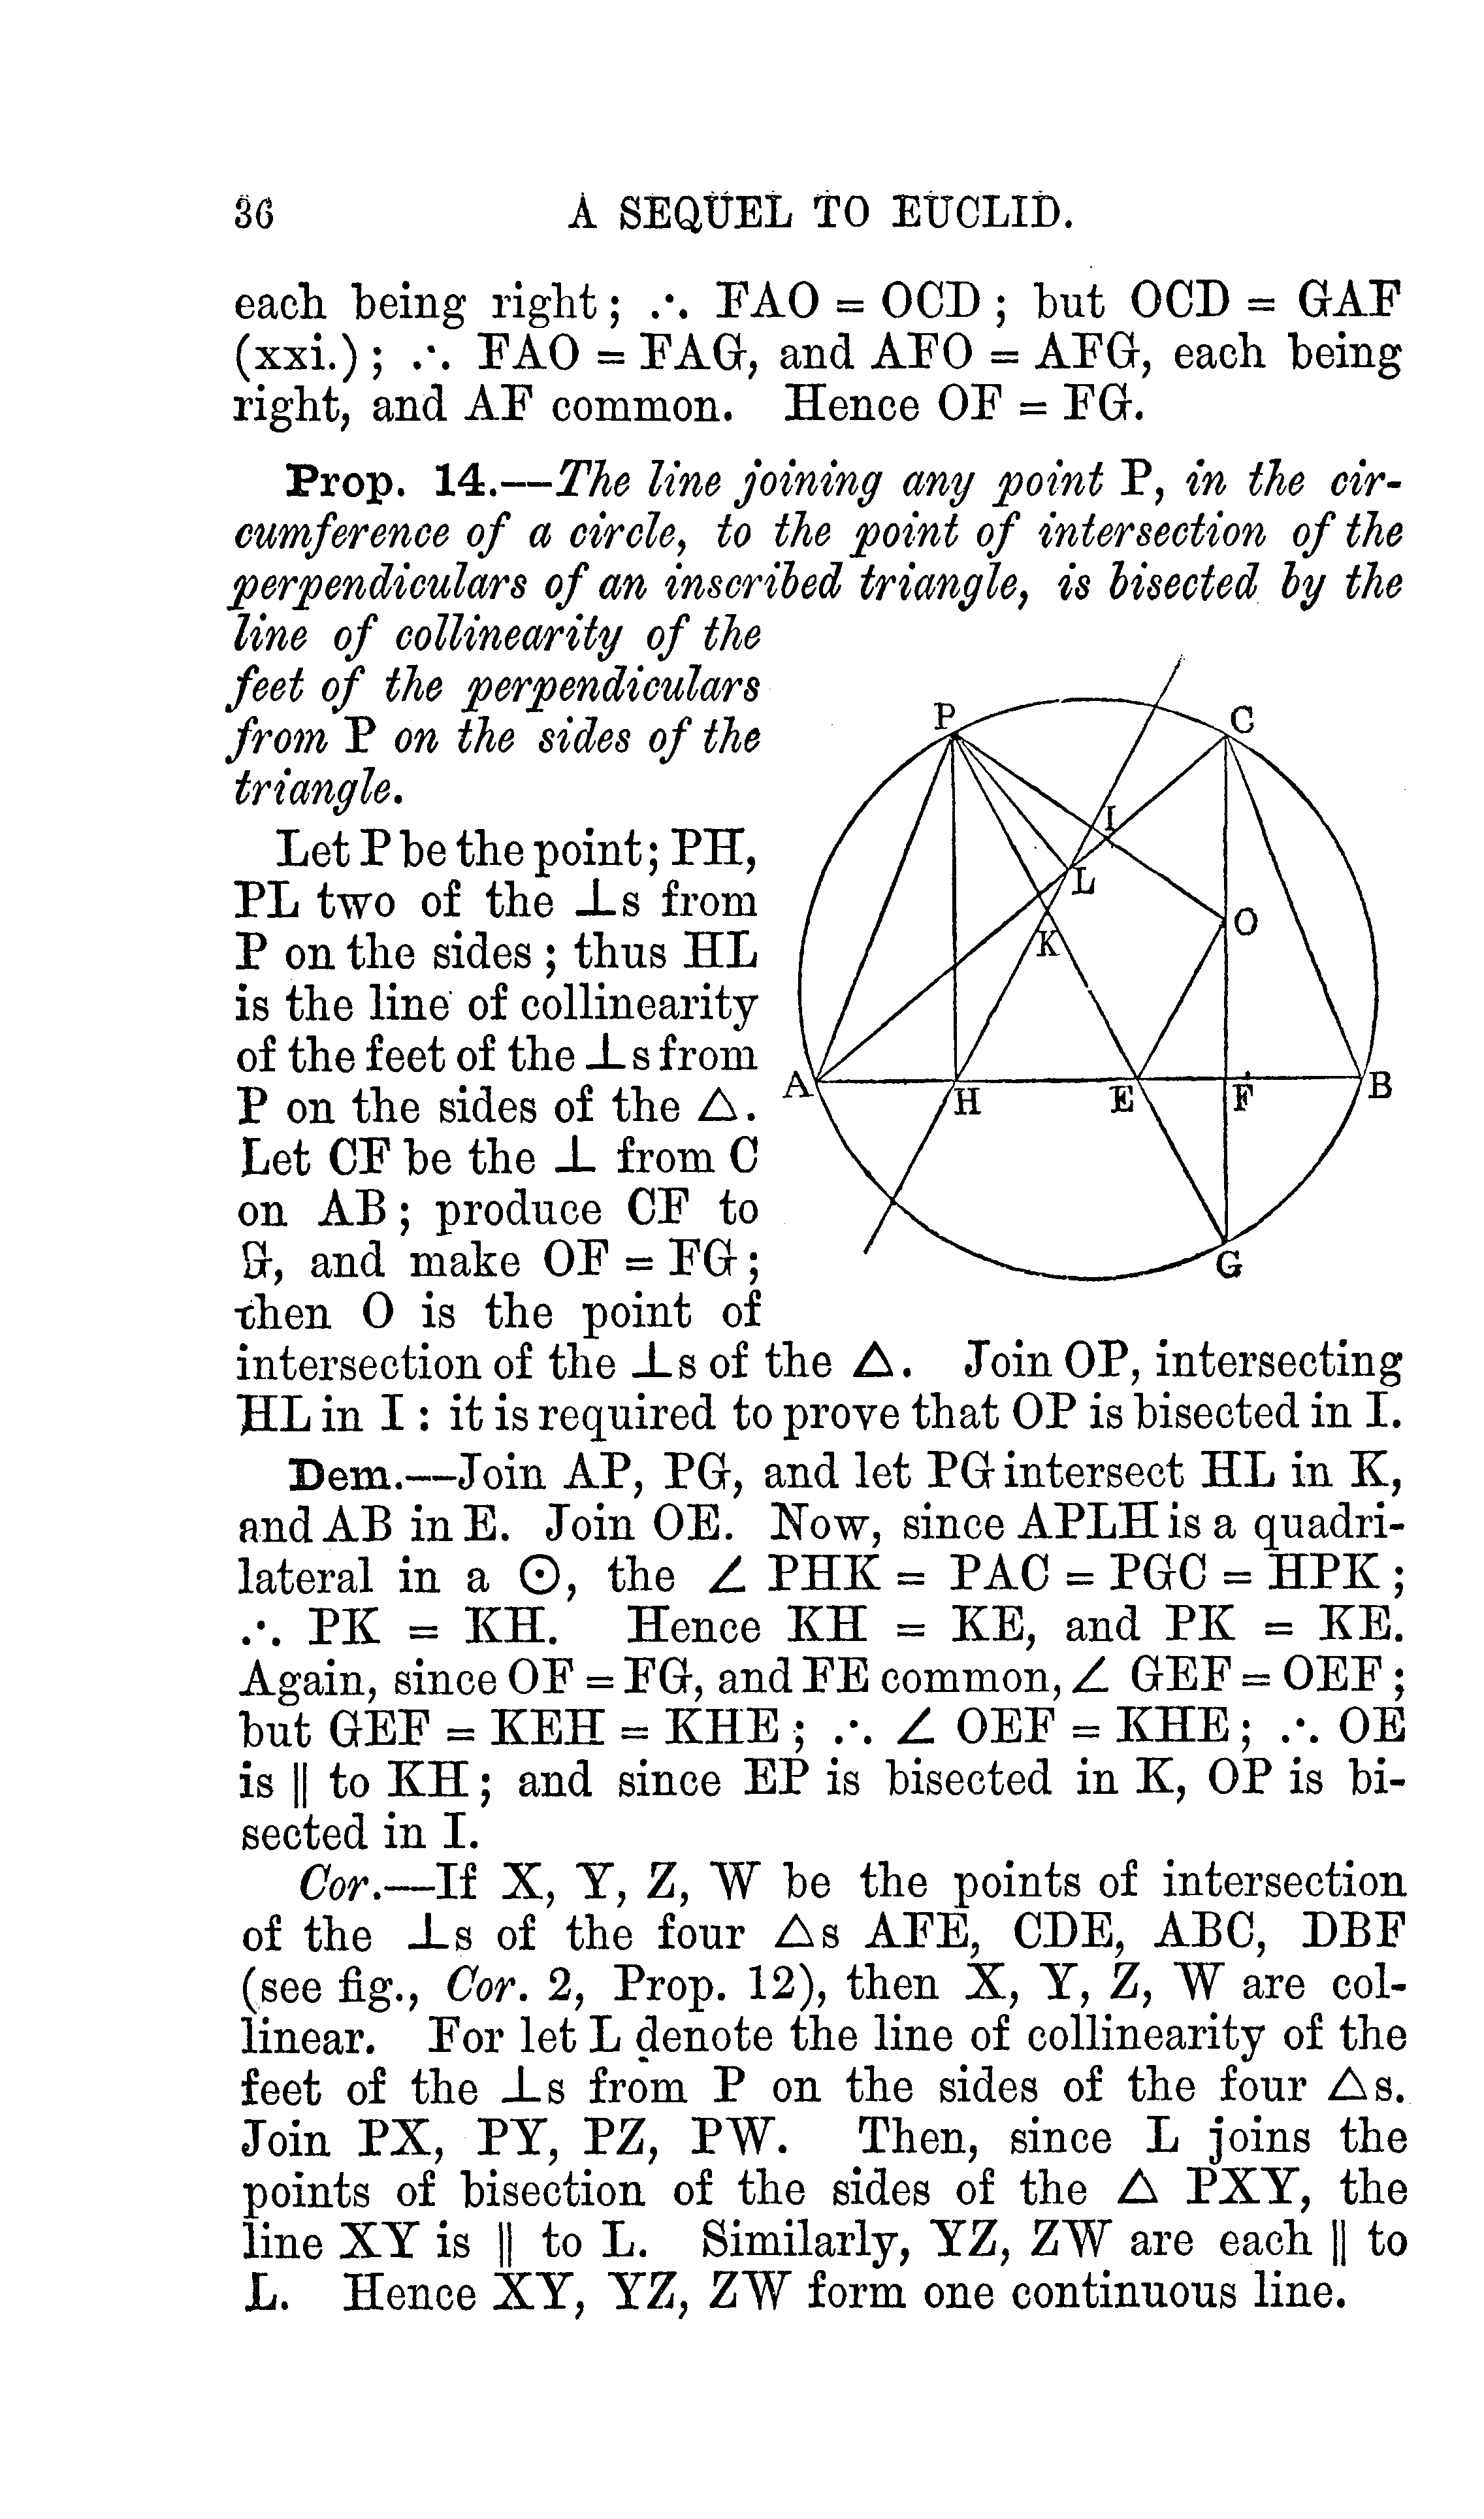 36 A SEQUEL TO EUCLID.
each being right; ∴ FAO = OCD; but OCD = GAF
(xxi.); ∴ FAO = FAG, and AFO = AFG, each being
right, and AF common. Hence OF = FG.
Prop. 14.—The line joining any point P, in the cir-
cumference of a circle, to the point of intersection of the
perpendiculars of an inscribed triangle, is bisected by the
line of collinearity of the
feet of the perpendiculars
from P on the sides of the
triangle.
Let P be the point; PH,
PL two of the ⊥s from
P on the sides; thus HL
is the line of collinearity
of the feet of the ⊥s from
P on the sides of the △.
Let CF be the ⊥ from C
on AB; produce CF to
G, and make OF = FG;
then O is the point of
P
C
I
L
O
K
A
H
E
F
B
G
intersection of the ⊥s of the △. Join OP, intersecting
HL in I: it is required to prove that OP is bisected in I.
Dem.—Join AP, PG, and let PG intersect HL in K,
and AB in E. Join OE. Now, since APLH is a quadri-
lateral in a ⊙, the ∠ PHK = PAC = PGC = HPK;
∴ PK = KH. Hence KH = KE, and PK = KE.
Again, since OF = FG, and FE common, ∠ GEF = OEF;
but GEF = KEH = KHE; ∴ ∠ OEF = KHE; ∴ OE
is ∥ to KH; and since EP is bisected in K, OP is bi-
sected in I.
Cor.—If X, Y, Z, W be the points of intersection
of the ⊥s of the four △s AFE, CDE, ABC, DBF
(see fig., Cor. 2, Prop. 12), then X, Y, Z, W are col-
linear. For let L denote the line of collinearity of the
feet of the ⊥s from P on the sides of the four △s.
Join PX, PY, PZ, PW. Then, since L joins the
points of bisection of the sides of the △ PXY, the
line XY is ∥ to L. Similarly, YZ, ZW are each ∥ to
L. Hence XY, YZ, ZW form one continuous line.